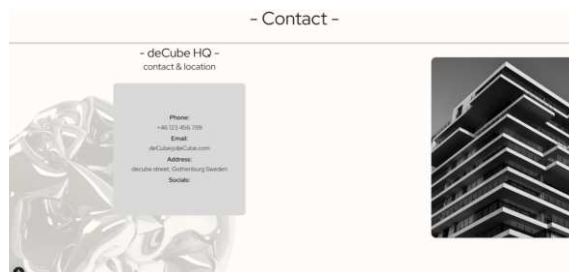 - Contact -
- deCube HQ -
contact & location
Phone:
+46 123 456 789
Email:
deCube@deCube.com
Address:
decube street, Gothenburg Sweden
Socials: